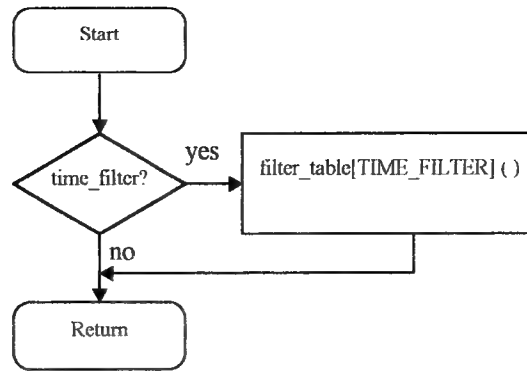 Start
time_filter?
yes
filter_table[TIME_FILTER] ( )
no
Return